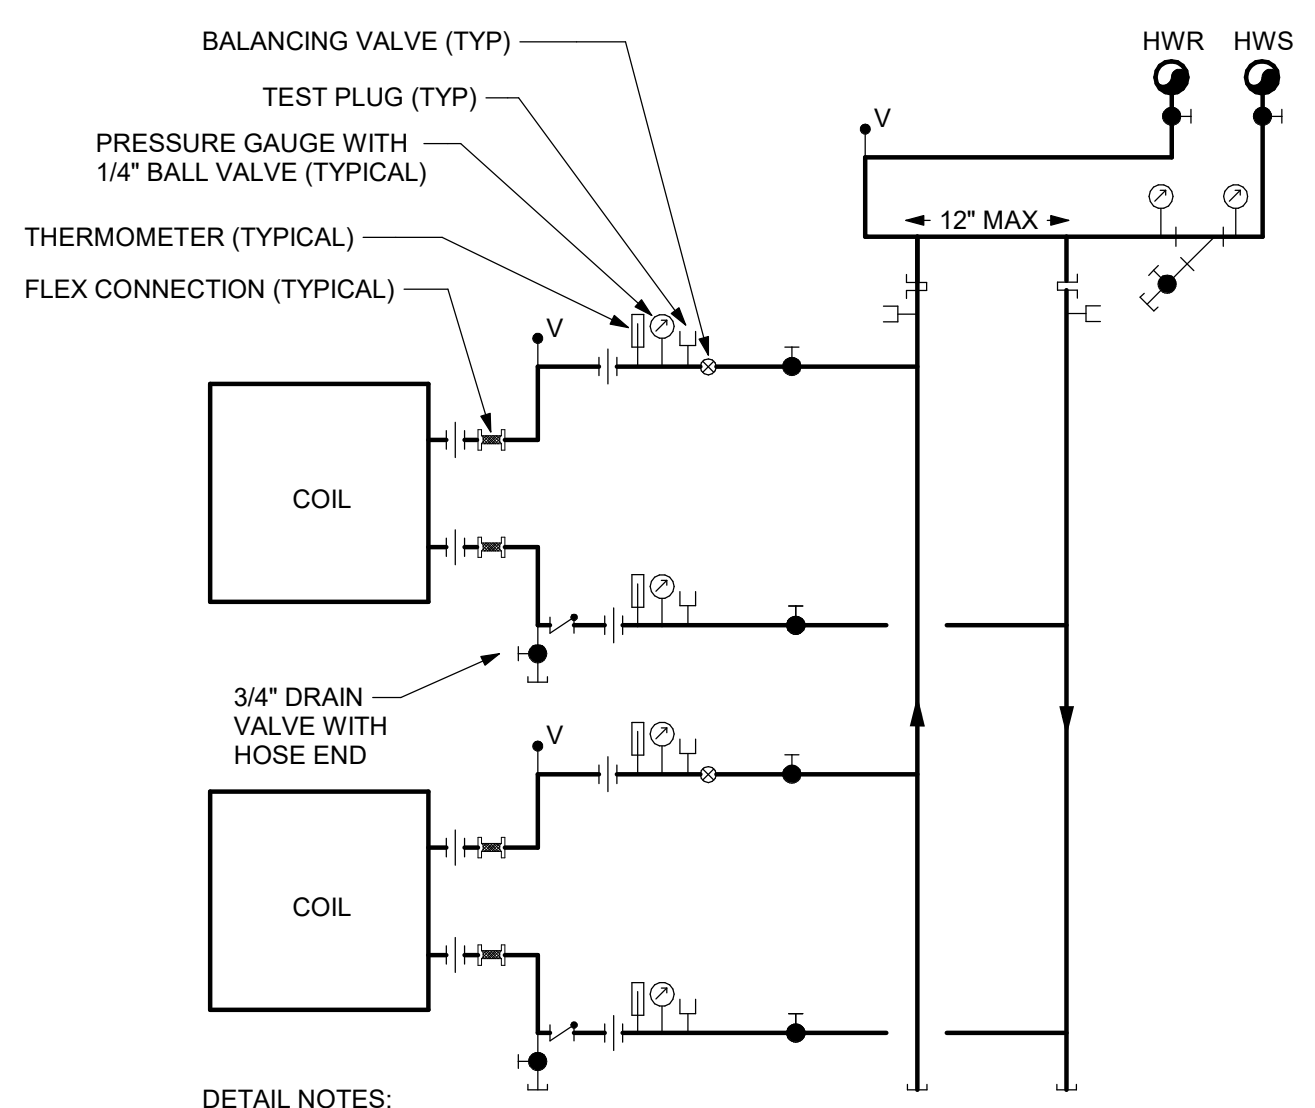 BALANCING VALVE (TYP)
HWR
HWS
TEST PLUG (TYP)
V
PRESSURE GAUGE WITH
1/4" BALL VALVE (TYPICAL)
12" MAX
THERMOMETER (TYPICAL)
FLEX CONNECTION (TYPICAL)
V
COIL
3/4" DRAIN
VALVE WITH
HOSE END
V
COIL
DETAIL NOTES: